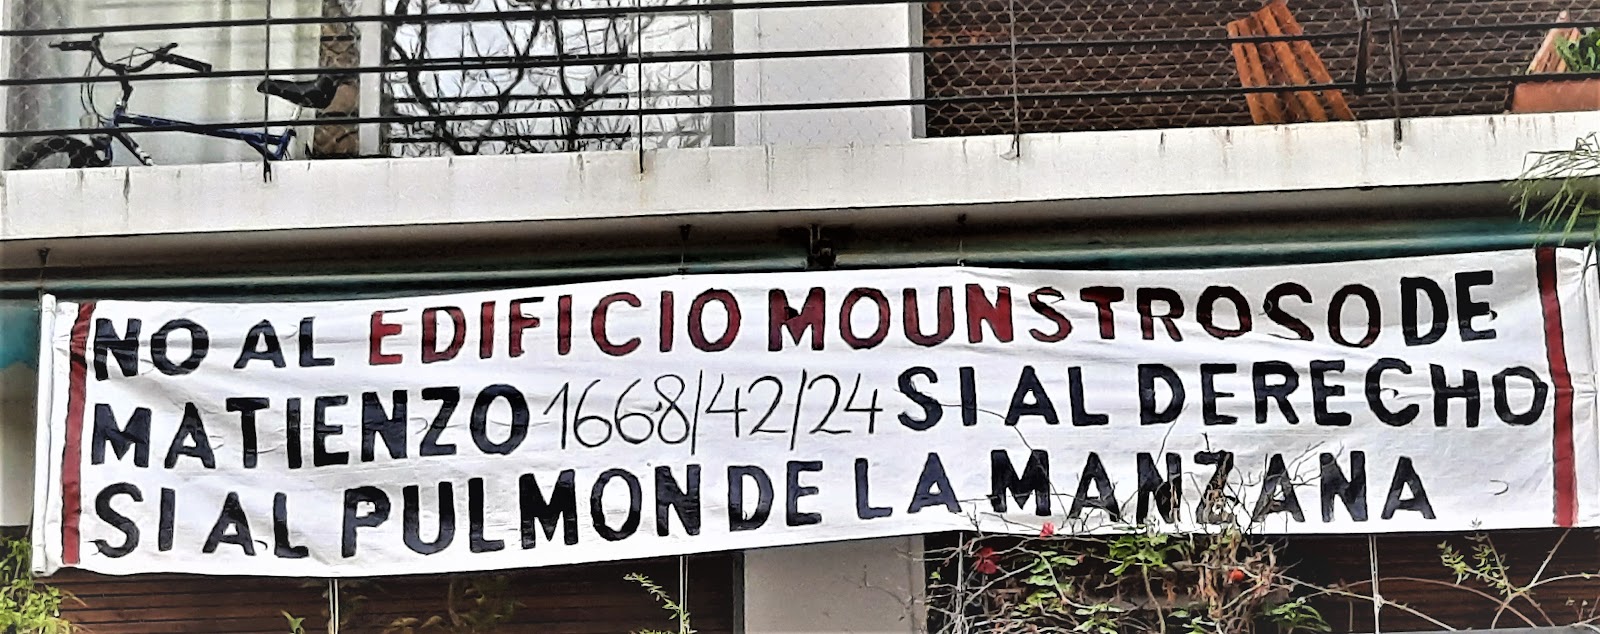 NO AL EDIFICIO MOUNSTROSO DE
MATIENZO 1668/42/24 SI AL DERECHO
SI AL PULMON DE LA MANZANA